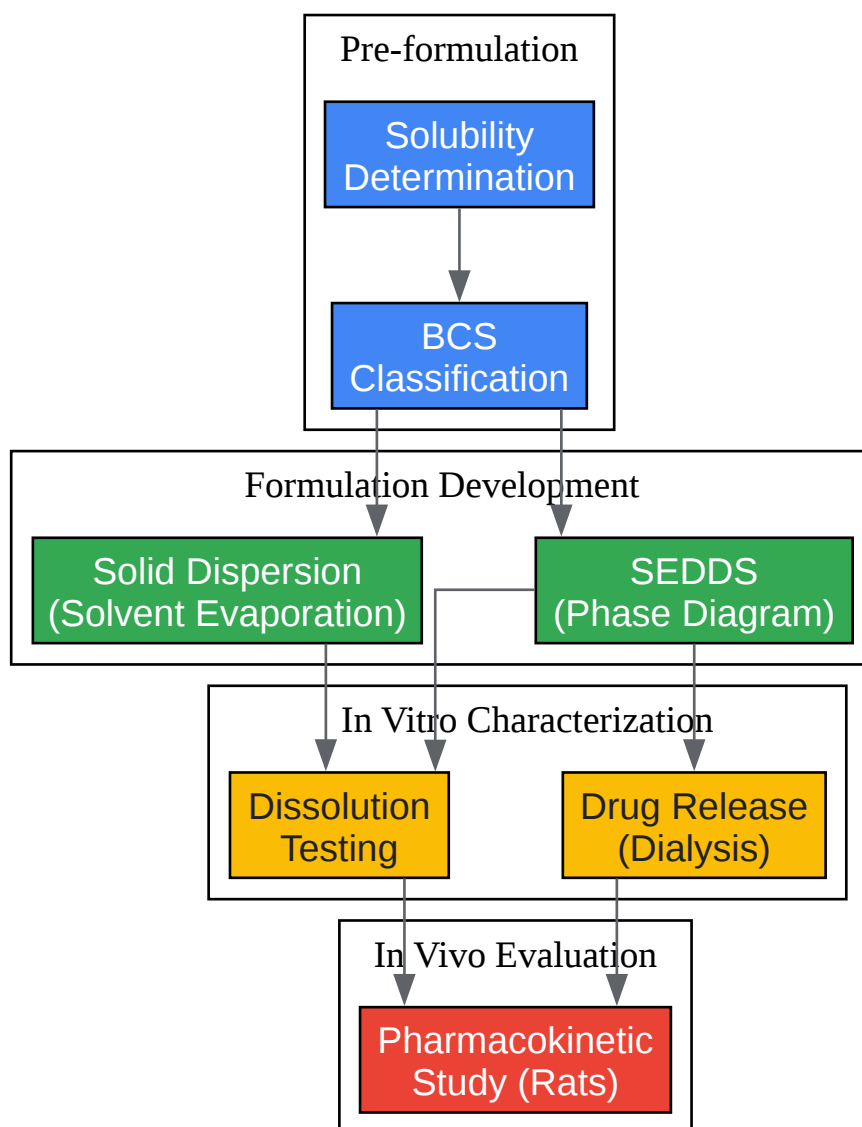 Pre-formulation
Solubility
Determination
BCS
Classification
Formulation Development
Solid Dispersion
(Solvent Evaporation)
SEDDS
(Phase Diagram)
In Vitro Characterization
Dissolution
Testing
Drug Release
(Dialysis)
In Vivo Evaluation
Pharmacokinetic
Study (Rats)